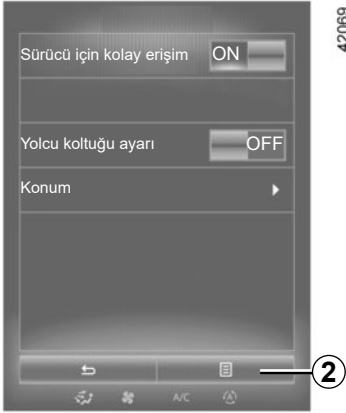 Sürücü için kolay erişim ON
Yolcu koltuğu ayarı OFF
Konum
2
A/C
A
42069